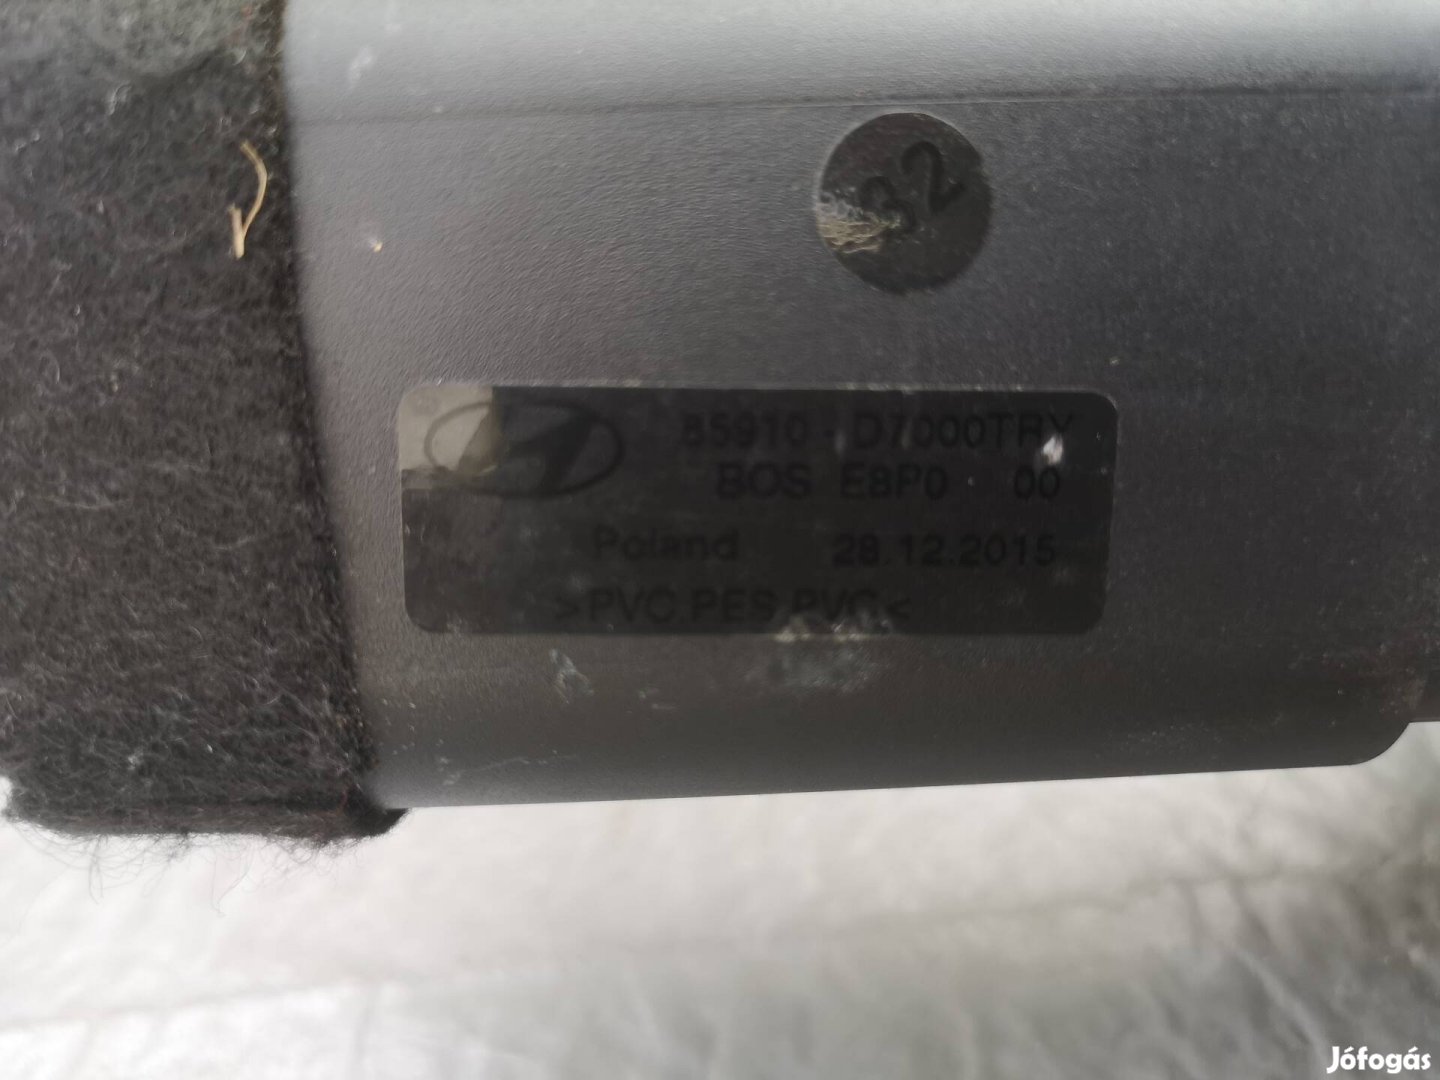 32
85910 - D7000TRY
BOS E8P0 00
Poland 28.12.2015
>PVC,PES,PVC<
Jófogás